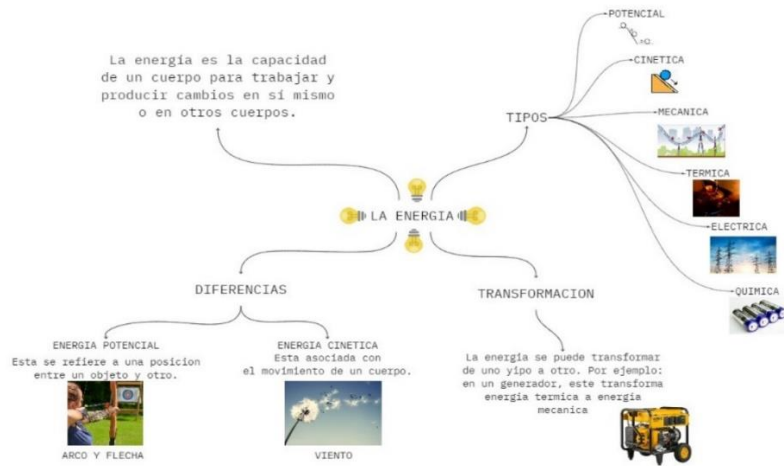 La energía es la capacidad
de un cuerpo para trabajar y
producir cambios en sí mismo
o en otros cuerpos.
TIPOS
POTENCIAL
CINETICA
MECANICA
TERMICA
ELECTRICA
QUIMICA
LA ENERGIA
DIFERENCIAS
ENERGIA POTENCIAL
Esta se refiere a una posicion
entre un objeto y otro.
ARCO Y FLECHA
ENERGIA CINETICA
Esta asociada con
el movimiento de un cuerpo.
VIENTO
TRANSFORMACION
La energía se puede transformar
de uno yipo a otro. Por ejemplo:
en un generador, este transforma
energía termica a energía
mecanica